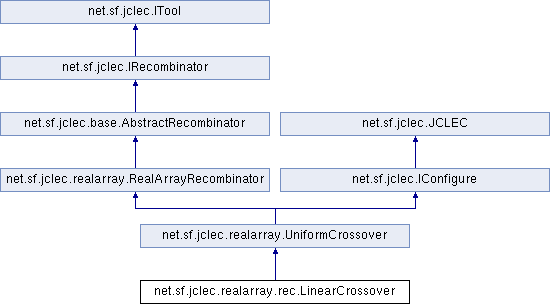 net.sf.jclec.ITool
net.sf.jclec.IRecombinator
net.sf.jclec.base.AbstractRecombinator
net.sf.jclec.JCLEC
net.sf.jclec.realarray.RealArrayRecombinator
net.sf.jclec.IConfigure
net.sf.jclec.realarray.UniformCrossover
net.sf.jclec.realarray.rec.LinearCrossover